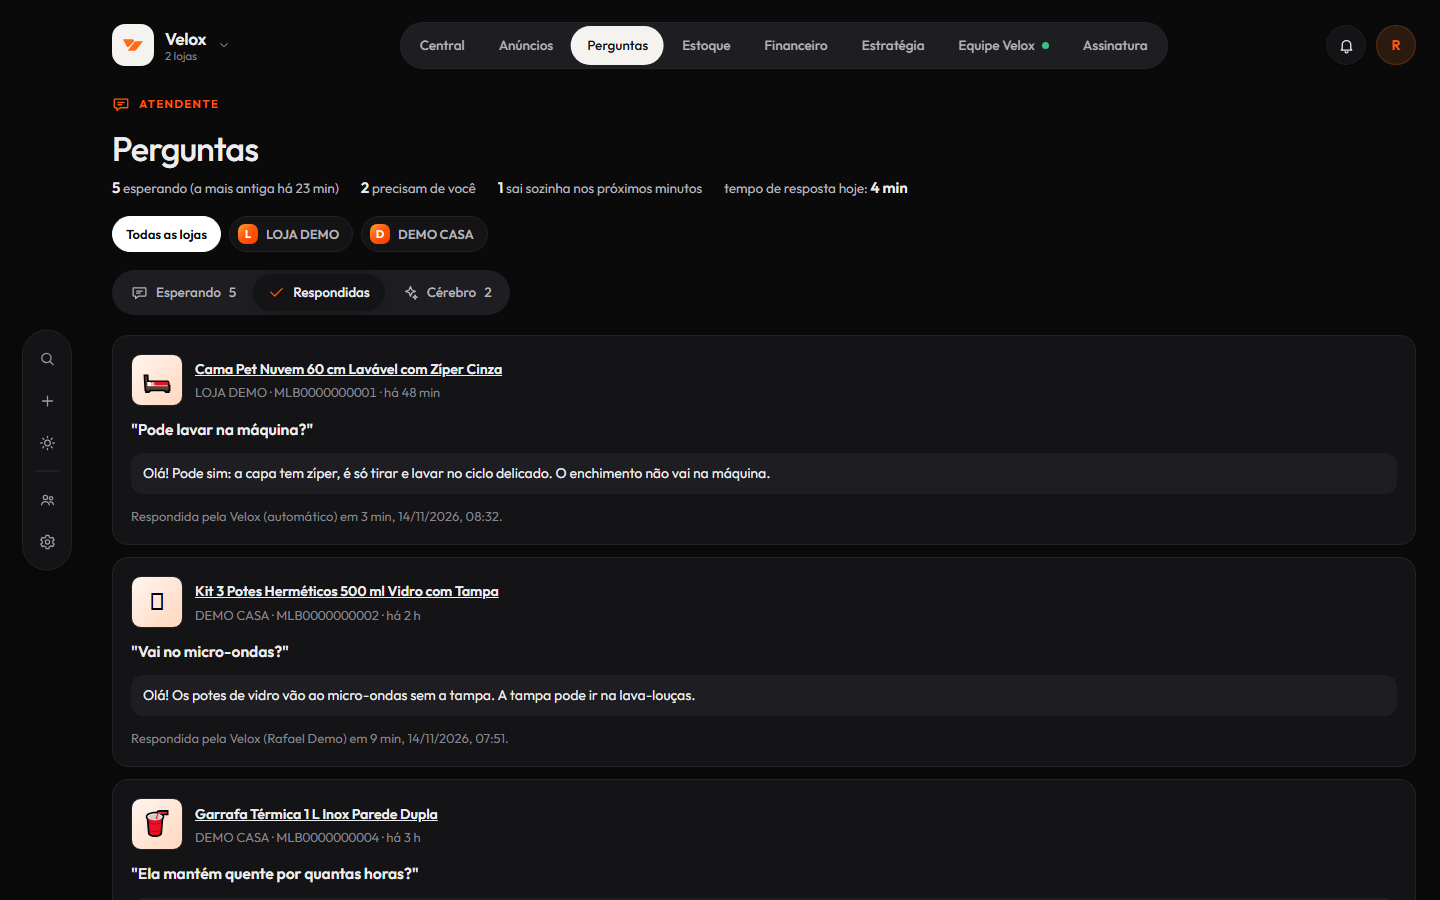 Velox
2 lojas
Central Anúncios Perguntas Estoque Financeiro Estratégia Equipe Velox Assinatura
R
ATENDENTE
Perguntas
5 esperando (a mais antiga há 23 min) 2 precisam de você 1 sai sozinha nos próximos minutos tempo de resposta hoje: 4 min
Todas as lojas L LOJA DEMO D DEMO CASA
Esperando 5 Respondidas Cérebro 2
Cama Pet Nuvem 60 cm Lavável com Zíper Cinza
LOJA DEMO · MLB0000000001 · há 48 min
"Pode lavar na máquina?"
Olá! Pode sim: a capa tem zíper, é só tirar e lavar no ciclo delicado. O enchimento não vai na máquina.
Respondida pela Velox (automático) em 3 min, 14/11/2026, 08:32.
Kit 3 Potes Herméticos 500 ml Vidro com Tampa
DEMO CASA · MLB0000000002 · há 2 h
"Vai no micro-ondas?"
Olá! Os potes de vidro vão ao micro-ondas sem a tampa. A tampa pode ir na lava-louças.
Respondida pela Velox (Rafael Demo) em 9 min, 14/11/2026, 07:51.
Garrafa Térmica 1 L Inox Parede Dupla
DEMO CASA · MLB0000000004 · há 3 h
"Ela mantém quente por quantas horas?"